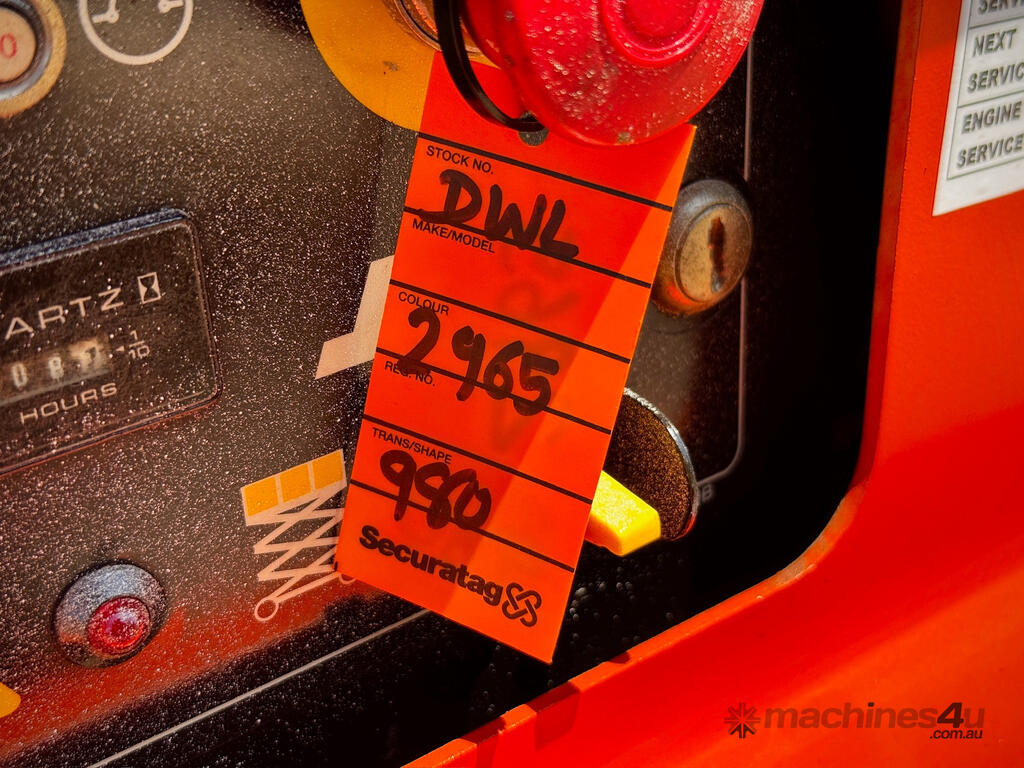 0
STOCK NO.
DWL
MAKE/MODEL
COLOUR
2965
REG. NO.
TRANS/SHAPE
980
Securatag
ARTZ
1
10
HOURS
NEXT
SERVIC
ENGINE
SERVICE
machines4u
.com.au